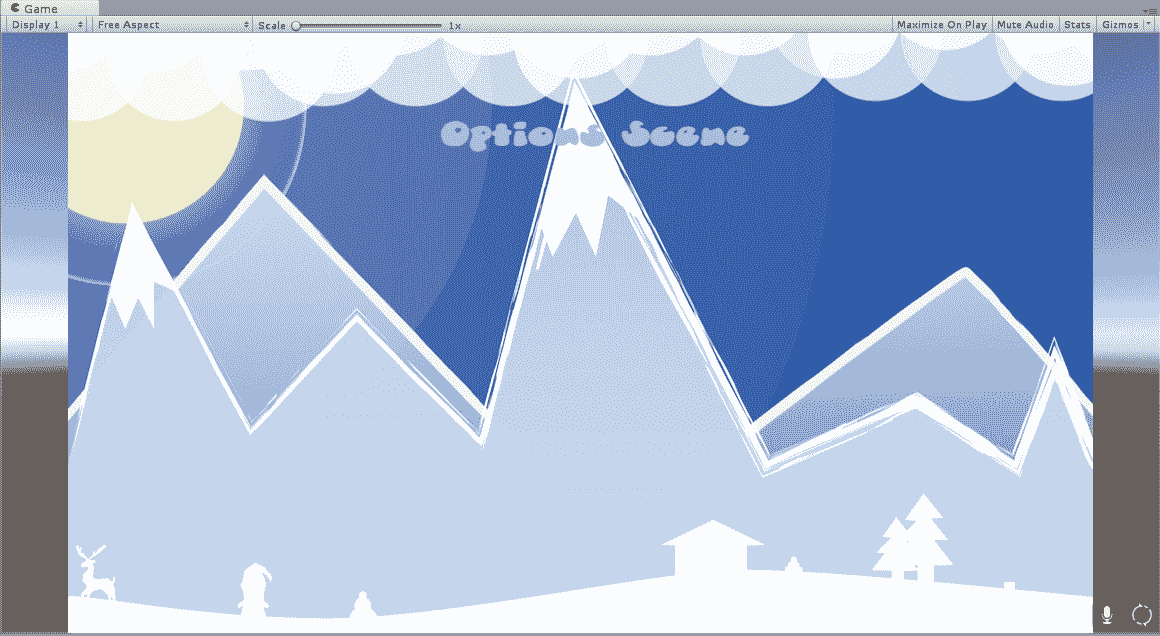 Game
Display 1 Free Aspect Scale 1x Maximize On Play Mute Audio Stats Gizmos
Options Scene